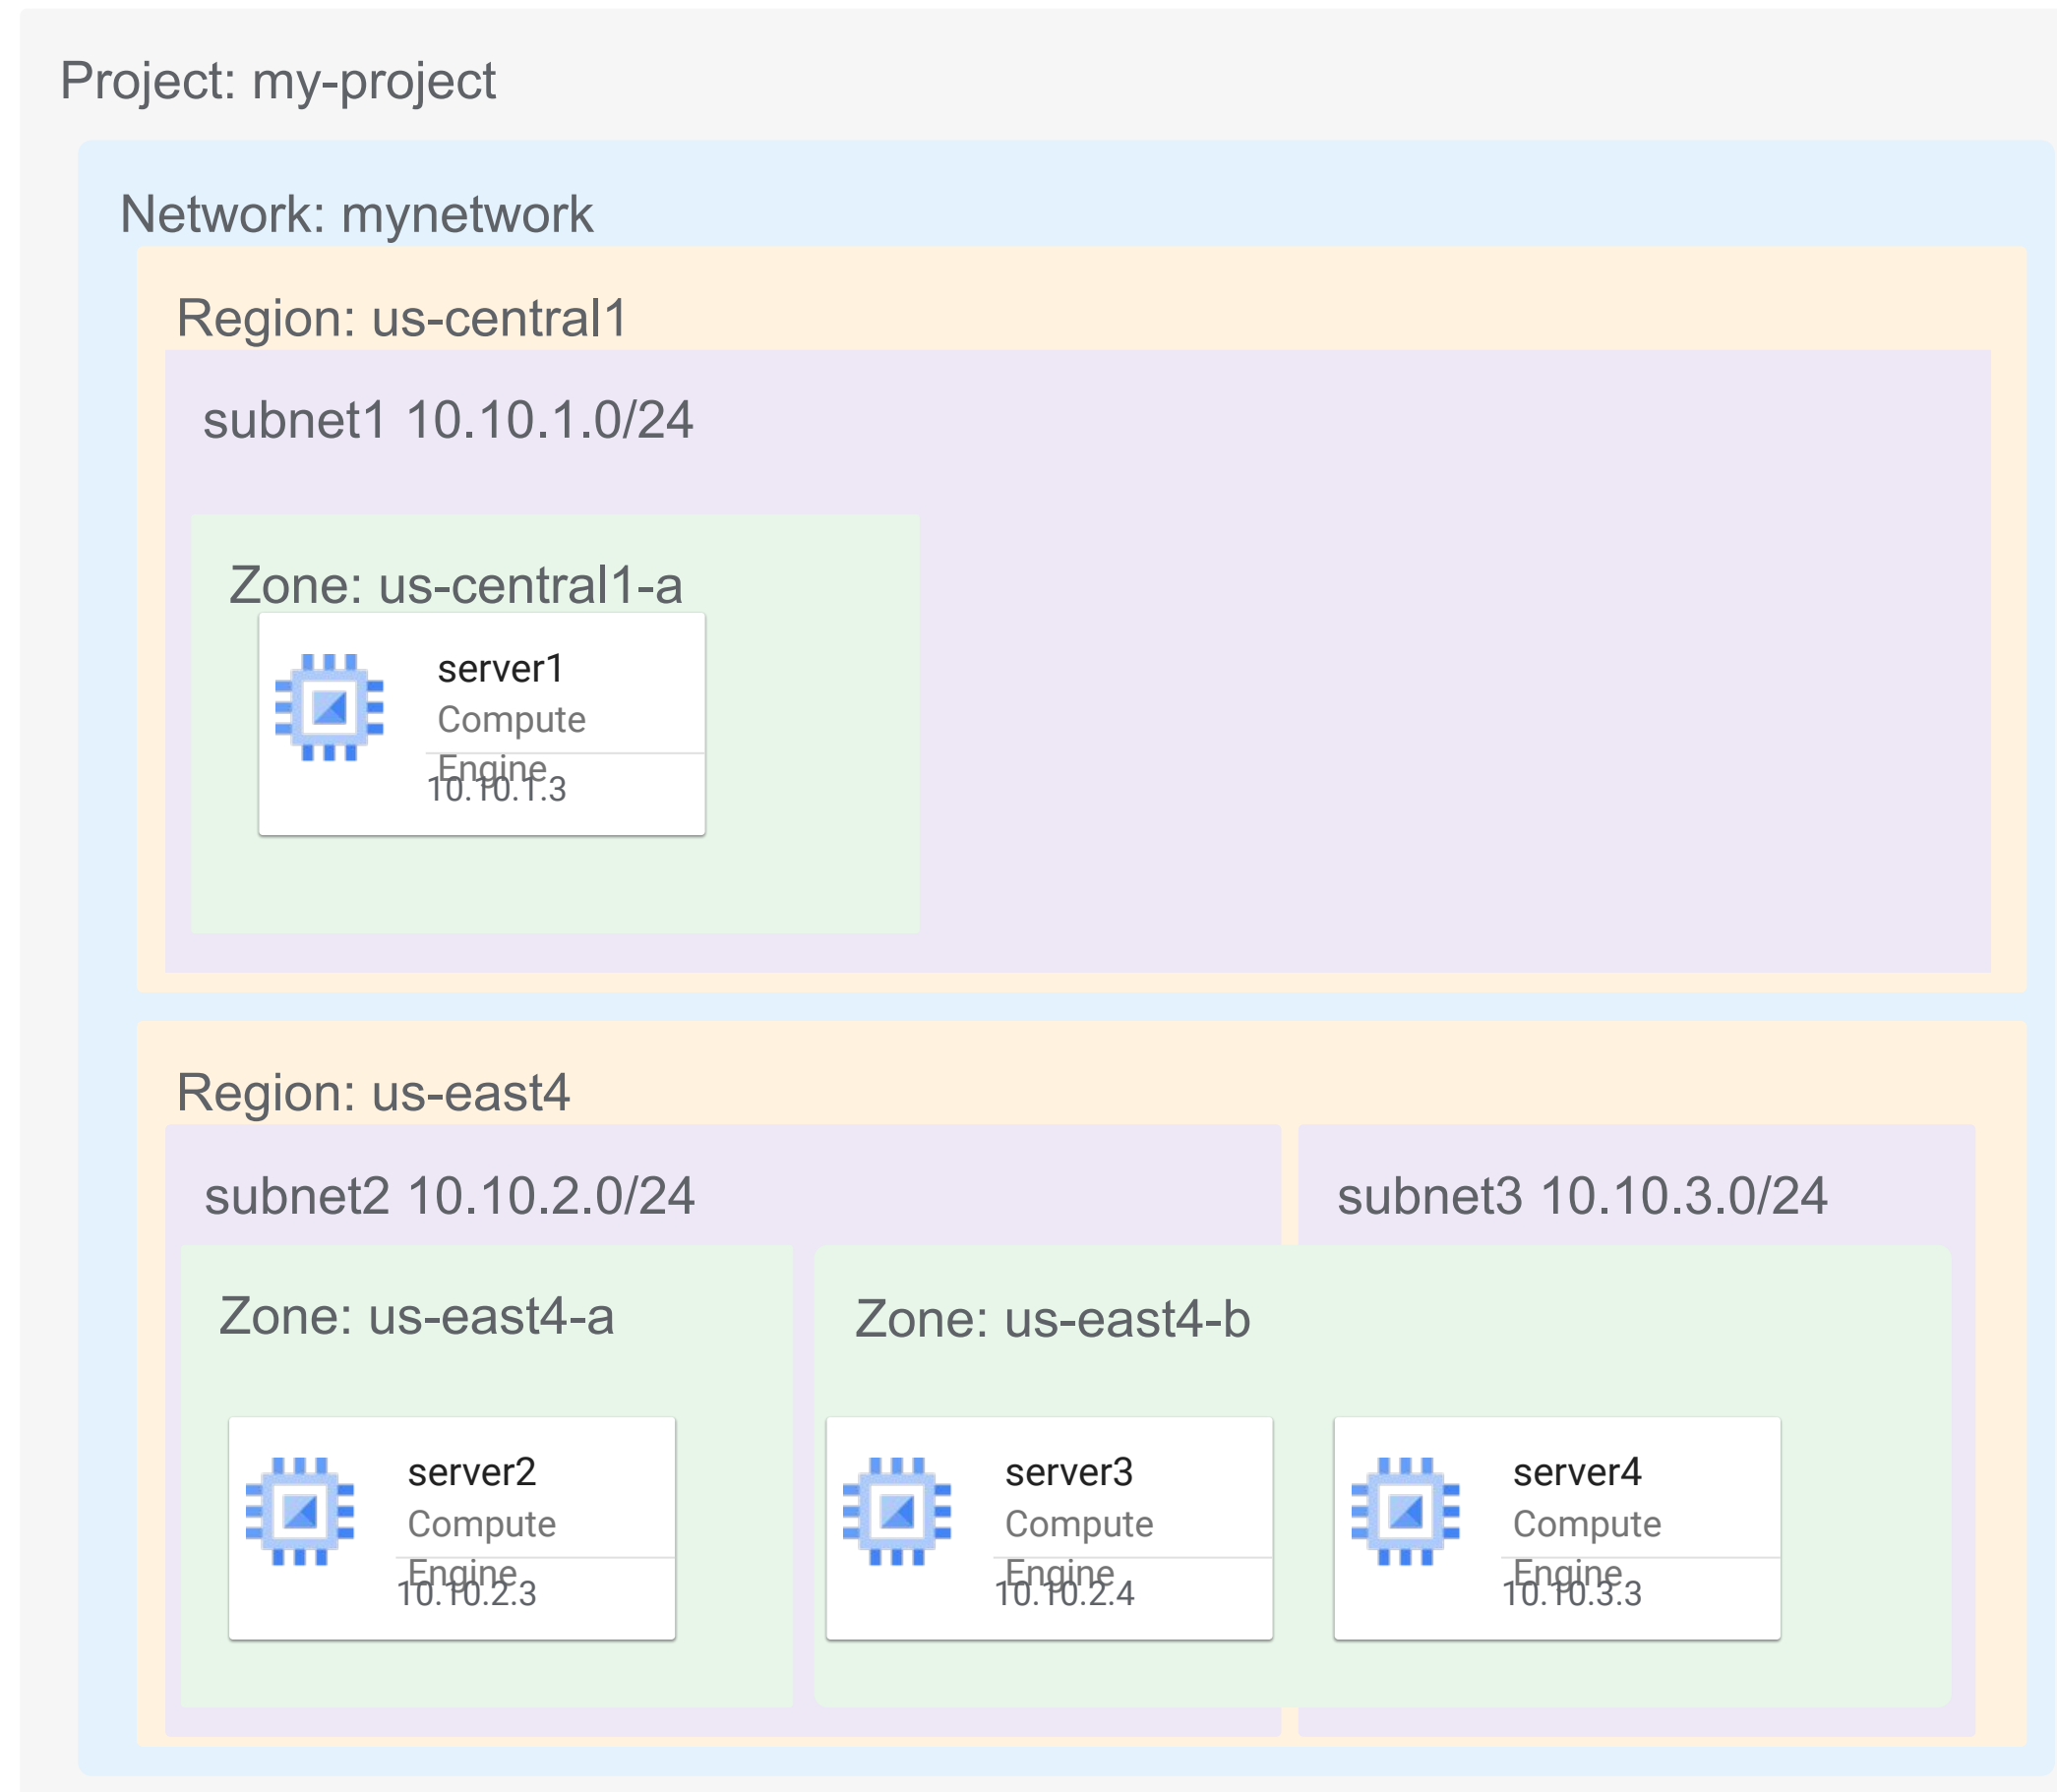 Project: my-project
Network: mynetwork
Region: us-central1
subnet1 10.10.1.0/24
Zone: us-central1-a
server1
Compute
Engine
10.10.1.3
Region: us-east4
subnet2 10.10.2.0/24
subnet3 10.10.3.0/24
Zone: us-east4-a
Zone: us-east4-b
server2
Compute
Engine
10.10.2.3
server3
Compute
Engine
10.10.2.4
server4
Compute
Engine
10.10.3.3